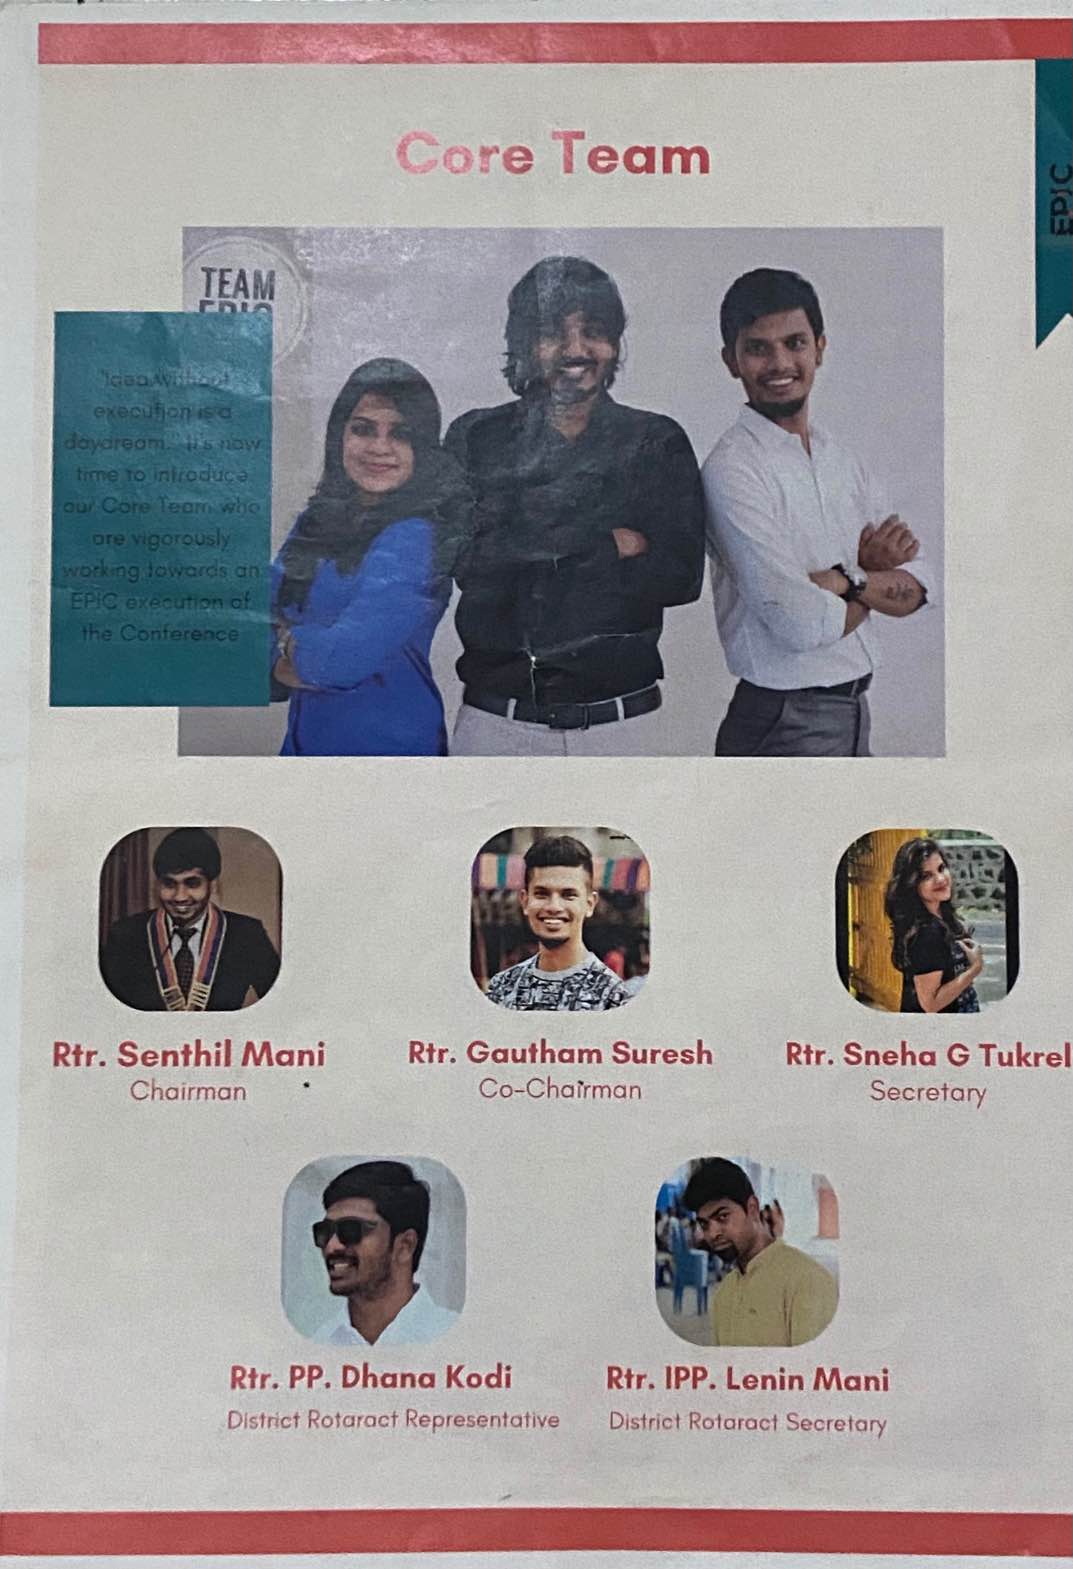 Core Team
EPIC
TEAM
EPIC
"Idea without
execution is a
daydream." It's now
time to introduce
our Core Team who
are vigorously
working towards an
EPIC execution of
the Conference
Rtr. Senthil Mani
Chairman
Rtr. Gautham Suresh
Co-Chairman
Rtr. Sneha G Tukrel
Secretary
Rtr. PP. Dhana Kodi
District Rotaract Representative
Rtr. IPP. Lenin Mani
District Rotaract Secretary